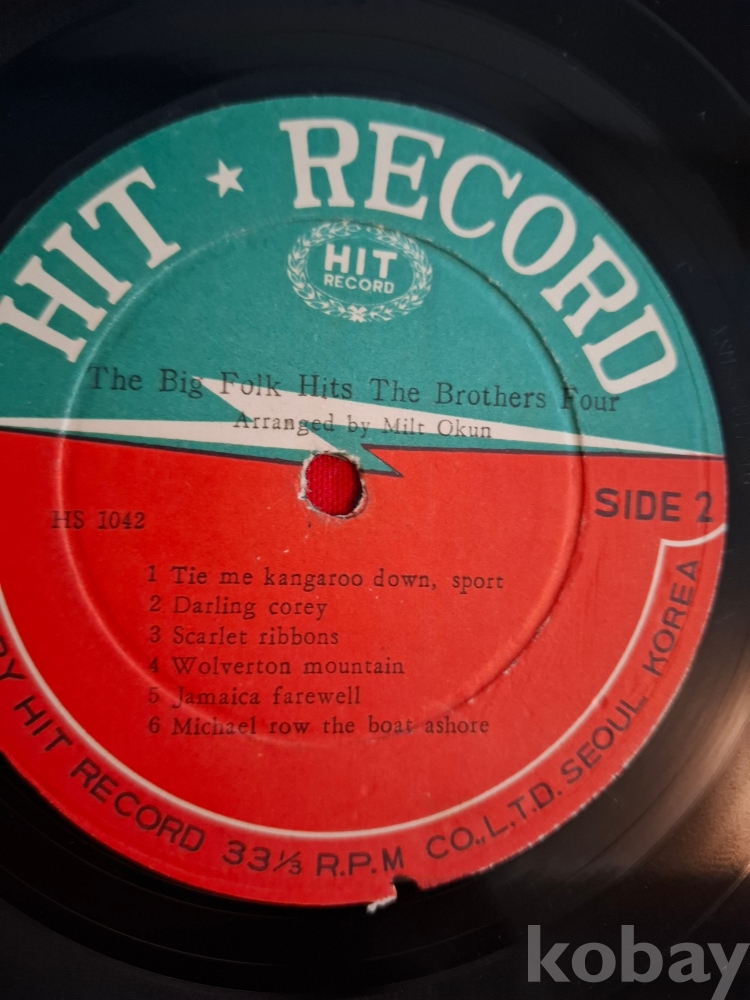 HIT ★ RECORD
HIT
RECORD
The Big Folk Hits The Brothers Four
Arranged by Milt Okun
HS 1042
SIDE 2
1 Tie me kangaroo down, sport
2 Darling corey
3 Scarlet ribbons
4 Wolverton mountain
5 Jamaica farewell
6 Michael row the boat ashore
HIT RECORD 33⅓ R.P.M CO.,L.T.D. SEOUL KOREA
kobay